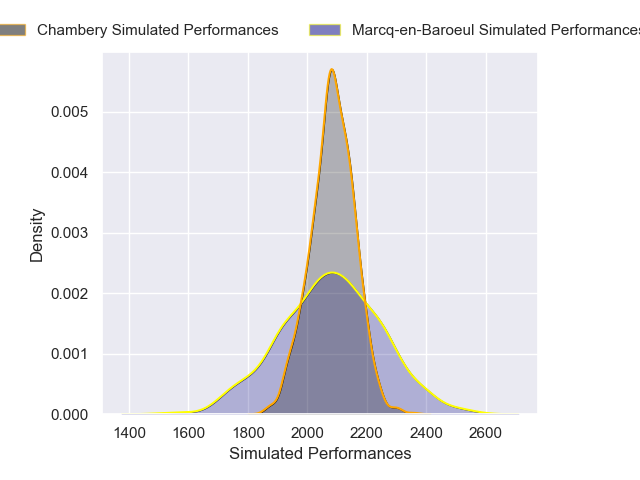 Chambery Simulated Performances Marcq-en-Baroeul Simulated Performances
0.005
0.004
0.003
0.002
0.001
0.000
Density
1400 1600 1800 2000 2200 2400 2600
Simulated Performances